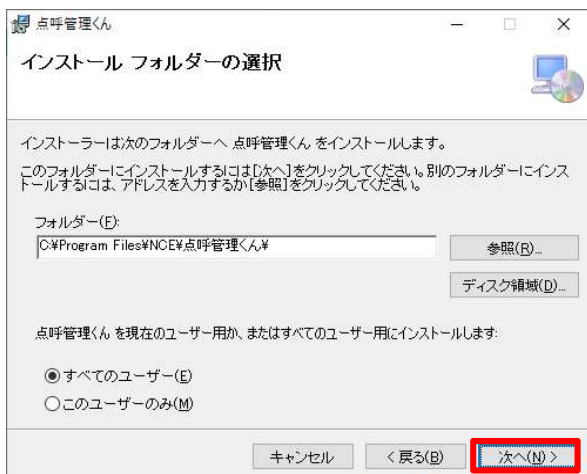 点呼管理くん
インストール フォルダーの選択
インストーラーは次のフォルダーへ 点呼管理くん をインストールします。
このフォルダーにインストールするには[次へ]をクリックしてください。別のフォルダーにインス
トールするには、アドレスを入力するか[参照]をクリックしてください。
フォルダー(F):
C:¥Program Files¥NCE¥点呼管理くん¥
参照(R)...
ディスク領域(D)...
点呼管理くん を現在のユーザー用か、またはすべてのユーザー用にインストールします:
すべてのユーザー(E)
このユーザーのみ(M)
キャンセル
< 戻る(B)
次へ(N) >